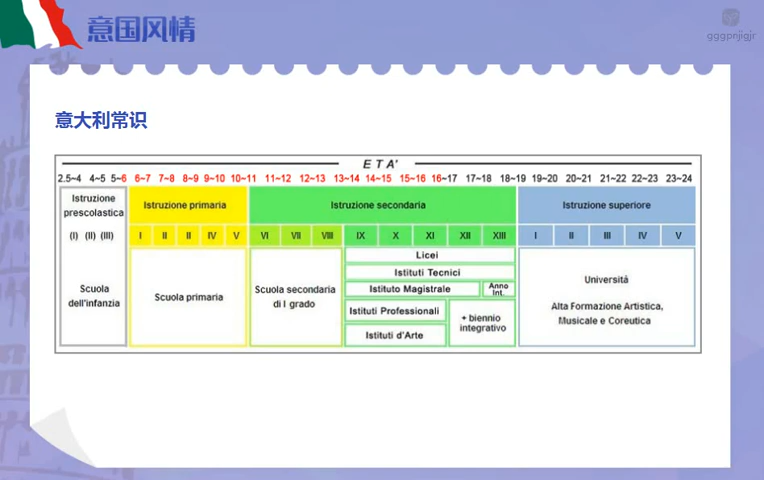 意国风情
gggpnjigjr
意大利常识
ETA'
2.5~4 4~5 5~6 6~7 7~8 8~9 9~10 10~11 11~12 12~13 13~14 14~15 15~16 16~17 17~18 18~19 19~20 20~21 21~22 22~23 23~24
Istruzione
prescolastica
Istruzione primaria
Istruzione secondaria
Istruzione superiore
(I) (II) (III) I II II IV V VI VII VIII IX X XI XII XIII I II III IV V
Scuola
dell'infanzia
Scuola primaria
Scuola secondaria
di I grado
Licei
Istituti Tecnici
Istituto Magistrale
Anno
Int.
Istituti Professionali
+ biennio
integrativo
Istituti d'Arte
Università
Alta Formazione Artistica,
Musicale e Coreutica